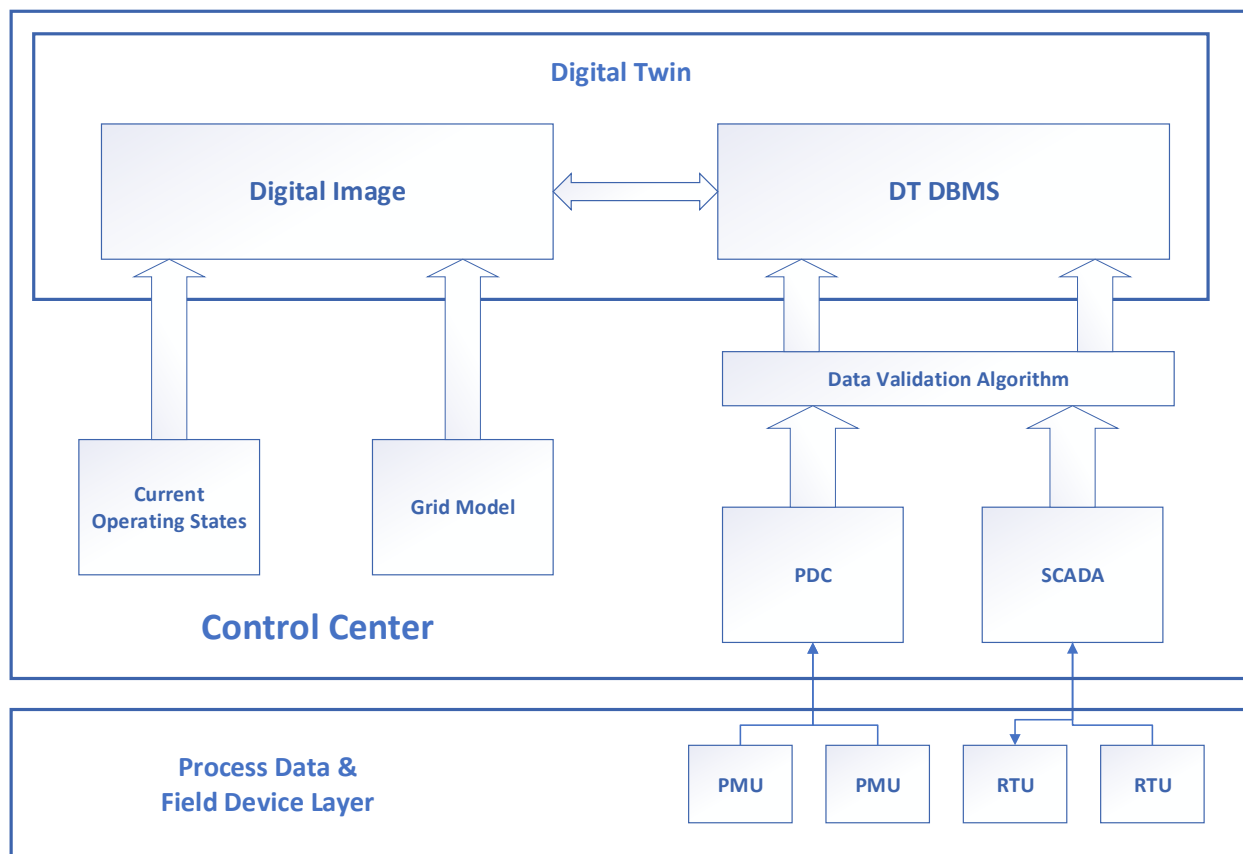 Digital Twin
Digital Image
DT DBMS
Data Validation Algorithm
Current
Operating States
Grid Model
PDC
SCADA
Control Center
Process Data &
Field Device Layer
PMU
PMU
RTU
RTU